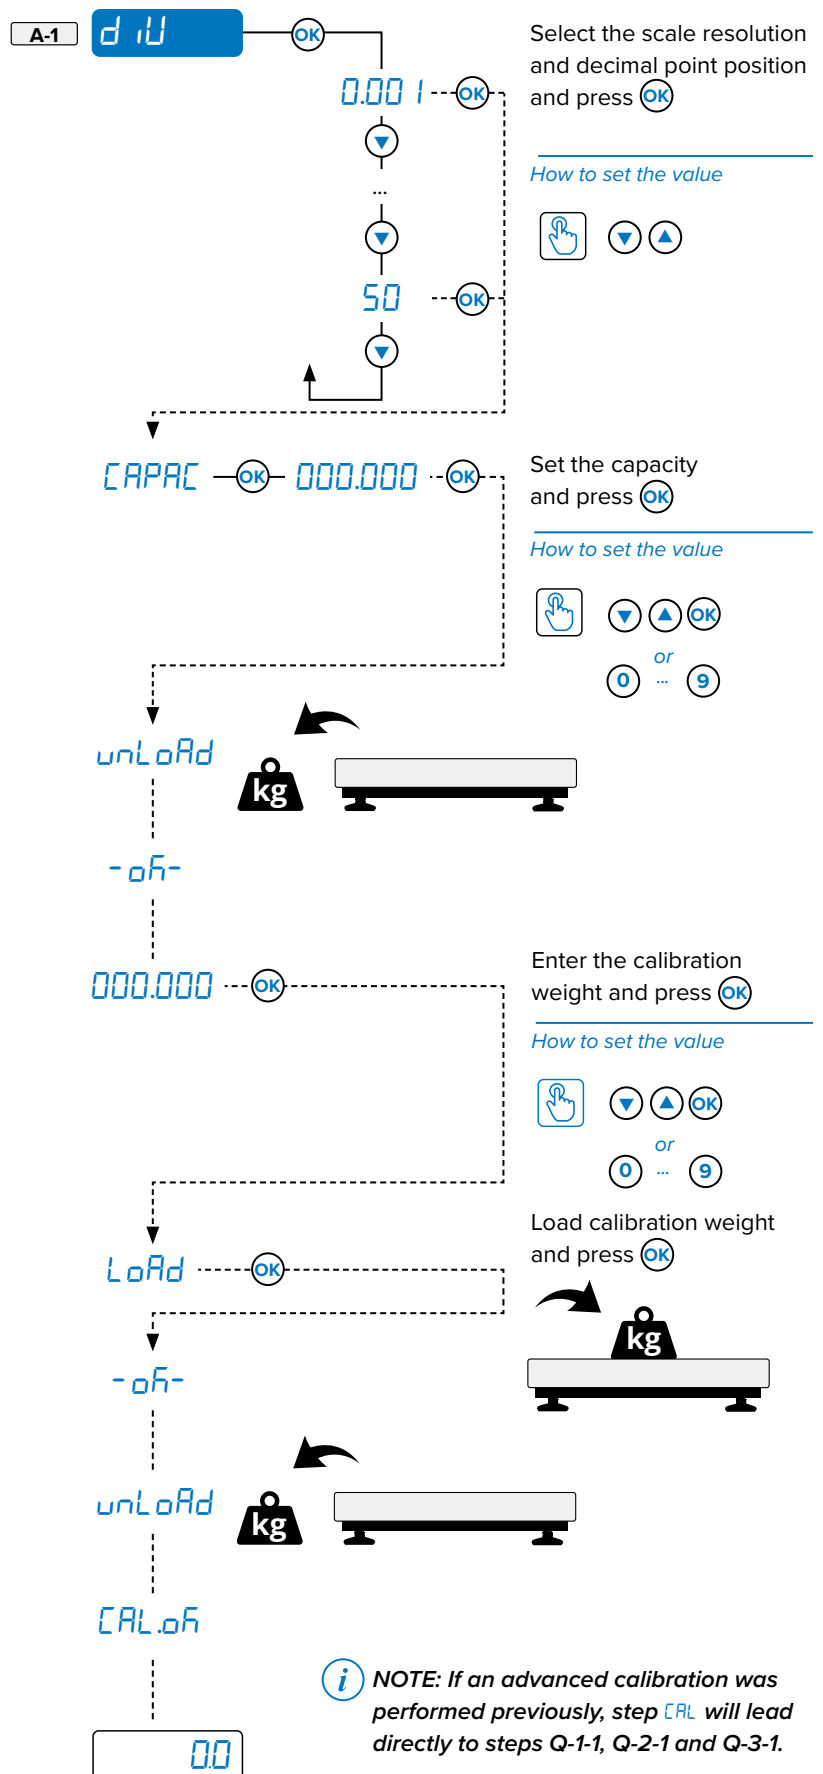 A-1 diU OK
Select the scale resolution
and decimal point position
and press OK
0.001 OK
...
50 OK
How to set the value
CAPAC OK 000.000 OK
Set the capacity
and press OK
How to set the value
OK
or
0 ... 9
unLoAd
kg
-oK-
000.000 OK
Enter the calibration
weight and press OK
How to set the value
OK
or
0 ... 9
LoAd OK
Load calibration weight
and press OK
kg
-oK-
unLoAd
kg
CAL.oK
i NOTE: If an advanced calibration was
performed previously, step CAL will lead
directly to steps Q-1-1, Q-2-1 and Q-3-1.
0.0